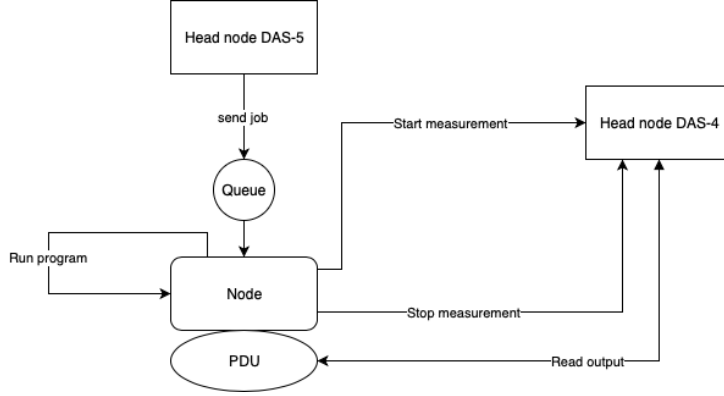 Head node DAS-5
send job
Start measurement
Head node DAS-4
Queue
Run program
Node
Stop measurement
PDU
Read output